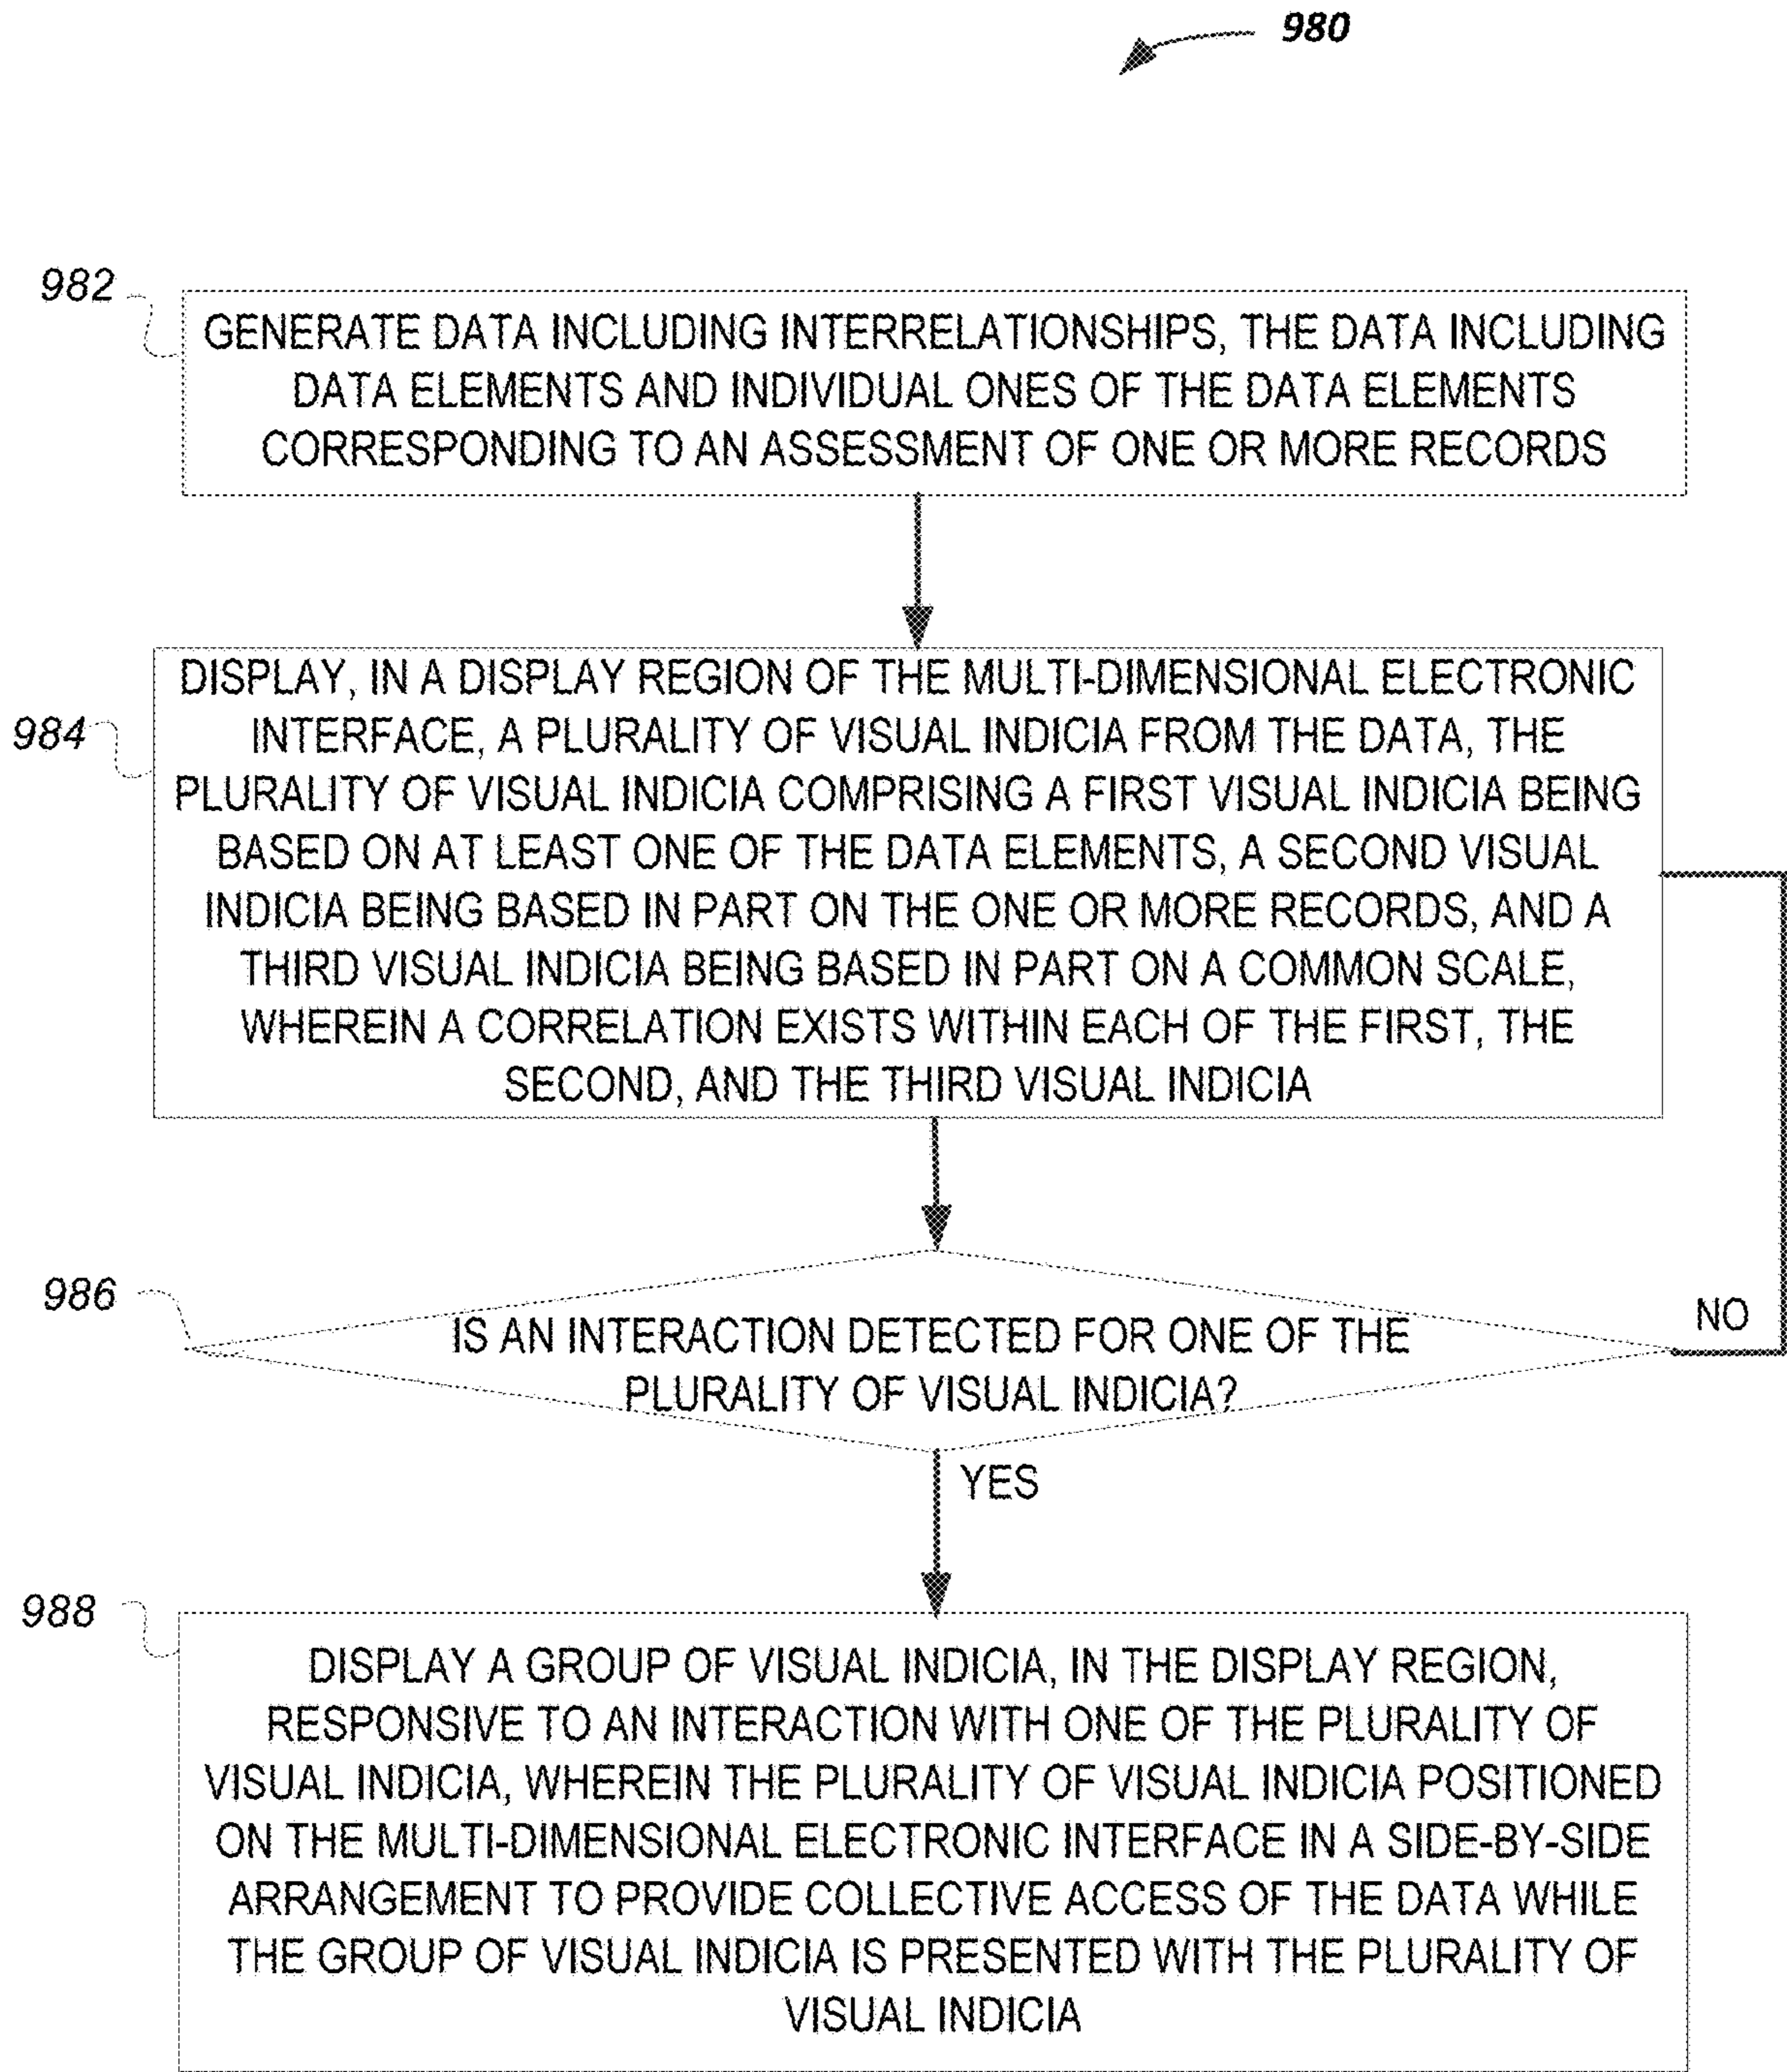 980
982
GENERATE DATA INCLUDING INTERRELATIONSHIPS, THE DATA INCLUDING
DATA ELEMENTS AND INDIVIDUAL ONES OF THE DATA ELEMENTS
CORRESPONDING TO AN ASSESSMENT OF ONE OR MORE RECORDS
984
DISPLAY, IN A DISPLAY REGION OF THE MULTI-DIMENSIONAL ELECTRONIC
INTERFACE, A PLURALITY OF VISUAL INDICIA FROM THE DATA, THE
PLURALITY OF VISUAL INDICIA COMPRISING A FIRST VISUAL INDICIA BEING
BASED ON AT LEAST ONE OF THE DATA ELEMENTS, A SECOND VISUAL
INDICIA BEING BASED IN PART ON THE ONE OR MORE RECORDS, AND A
THIRD VISUAL INDICIA BEING BASED IN PART ON A COMMON SCALE,
WHEREIN A CORRELATION EXISTS WITHIN EACH OF THE FIRST, THE
SECOND, AND THE THIRD VISUAL INDICIA
986
IS AN INTERACTION DETECTED FOR ONE OF THE
PLURALITY OF VISUAL INDICIA?
NO
YES
988
DISPLAY A GROUP OF VISUAL INDICIA, IN THE DISPLAY REGION,
RESPONSIVE TO AN INTERACTION WITH ONE OF THE PLURALITY OF
VISUAL INDICIA, WHEREIN THE PLURALITY OF VISUAL INDICIA POSITIONED
ON THE MULTI-DIMENSIONAL ELECTRONIC INTERFACE IN A SIDE-BY-SIDE
ARRANGEMENT TO PROVIDE COLLECTIVE ACCESS OF THE DATA WHILE
THE GROUP OF VISUAL INDICIA IS PRESENTED WITH THE PLURALITY OF
VISUAL INDICIA